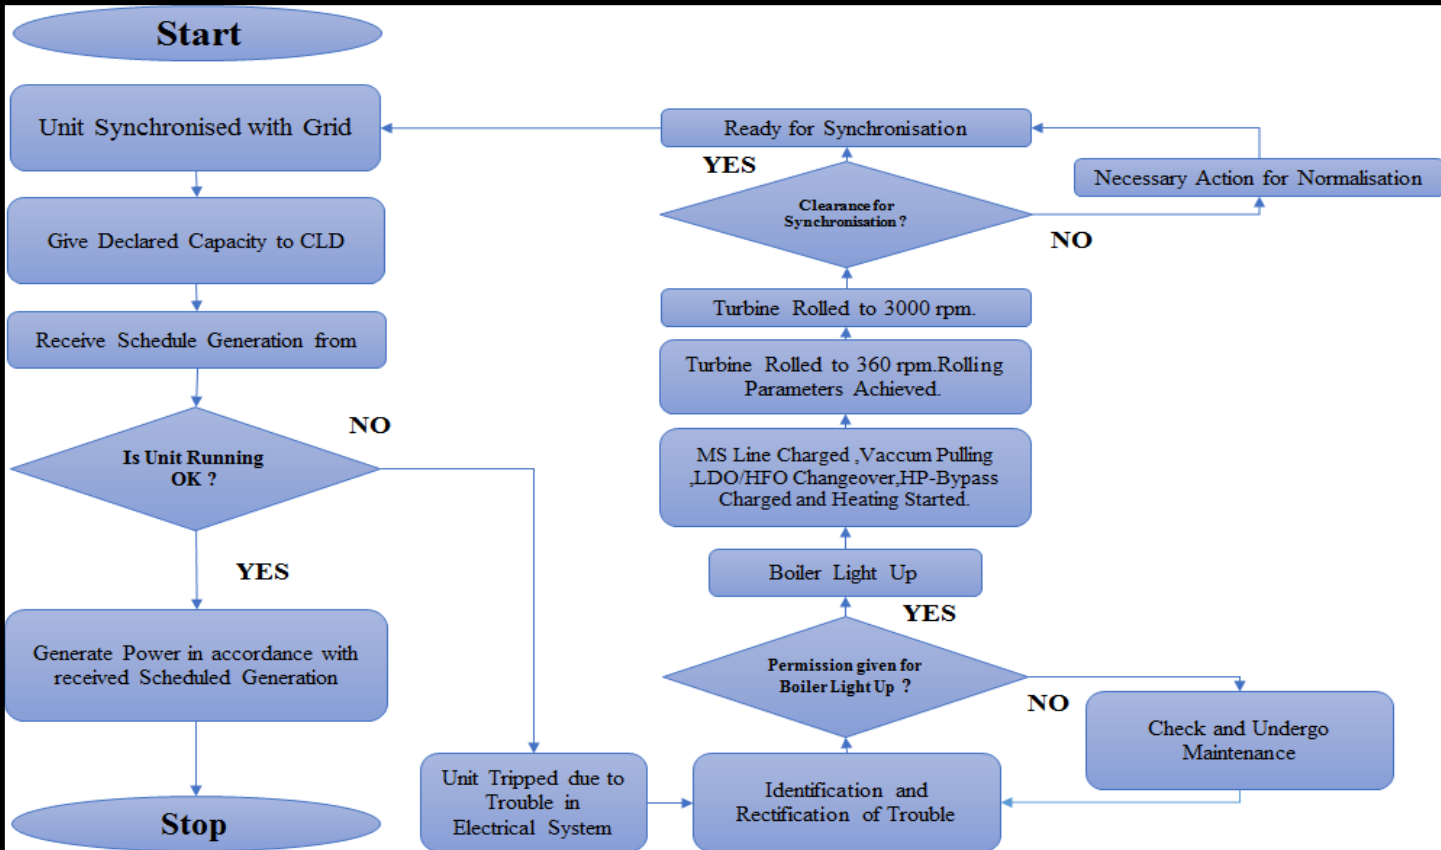 Start
Unit Synchronised with Grid
Give Declared Capacity to CLD
Receive Schedule Generation from
Is Unit Running
OK ?
NO
YES
Generate Power in accordance with
received Scheduled Generation
Stop
Unit Tripped due to
Trouble in
Electrical System
Identification and
Rectification of Trouble
Check and Undergo
Maintenance
NO
Permission given for
Boiler Light Up ?
YES
Boiler Light Up
MS Line Charged ,Vaccum Pulling
,LDO/HFO Changeover,HP-Bypass
Charged and Heating Started.
Turbine Rolled to 360 rpm.Rolling
Parameters Achieved.
Turbine Rolled to 3000 rpm.
Clearance for
Synchronisation ?
NO
Necessary Action for Normalisation
YES
Ready for Synchronisation